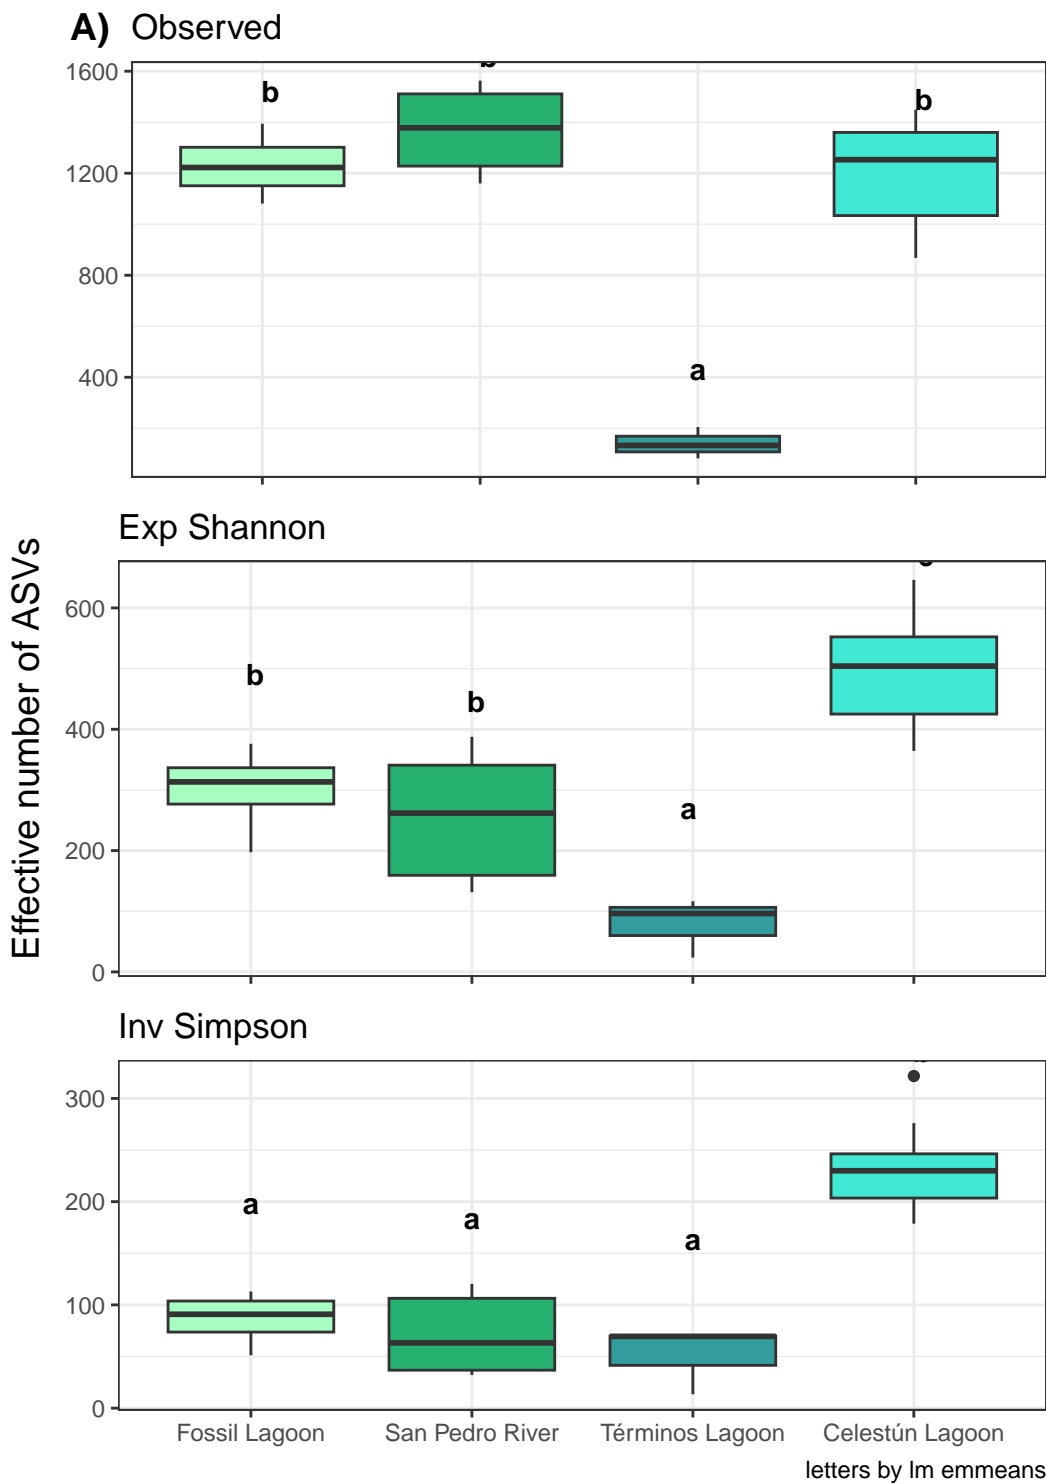 A) Observed
1600
1200
800
400
b
b
a
b
Effective number of ASVs
Exp Shannon
600
400
200
0
b
b
a
Inv Simpson
300
200
100
0
a
a
a
Fossil Lagoon San Pedro River Términos Lagoon Celestún Lagoon
letters by lm emmeans